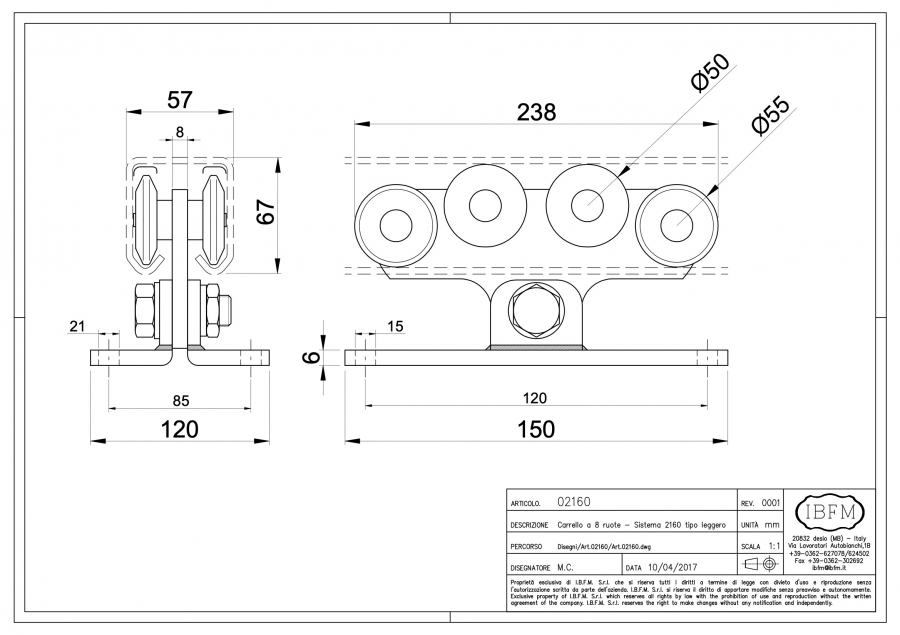 57
8
67
21
85
120
238
Ø50
Ø55
15
6
120
150
ARTICOLO. 02160 REV. 0001
DESCRIZIONE Carrello a 8 ruote – Sistema 2160 tipo leggero UNITÀ mm
PERCORSO Disegni/Art.02160/Art.02160.dwg SCALA 1:1
DISEGNATORE M.C. DATA 10/04/2017
IBFM
20832 desio (MB) – Italy
Via Lavoratori Autobianchi,1B
+39-0362-627078/624502
Fax +39-0362-302692
ibfm@ibfm.it
Proprietà esclusiva di I.B.F.M. S.r.l. che si riserva tutti i diritti a termine di legge con divieto d'uso e riproduzione senza
l'autorizzazione scritta da parte dell'azienda. I.B.F.M. S.r.l. si riserva il diritto di apportare modifiche senza preavviso e autonomamente.
Exclusive property of I.B.F.M. S.r.l. which reserves all rights by law with the prohibition of use and reproduction without the written
agreement of the company. I.B.F.M. S.r.l. reserves the right to make changes without any notification and independently.